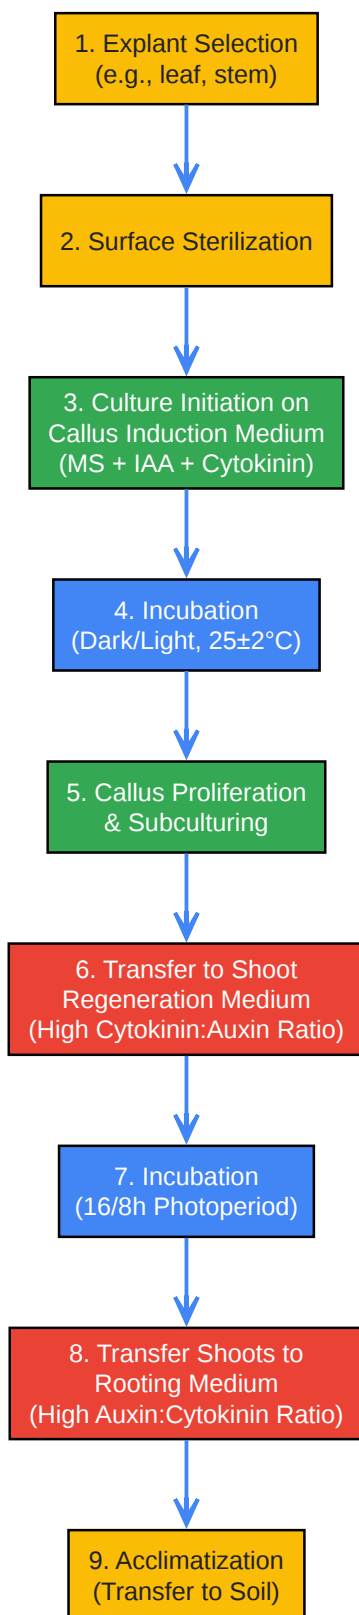 1. Explant Selection
(e.g., leaf, stem)
2. Surface Sterilization
3. Culture Initiation on
Callus Induction Medium
(MS + IAA + Cytokinin)
4. Incubation
(Dark/Light, 25±2°C)
5. Callus Proliferation
& Subculturing
6. Transfer to Shoot
Regeneration Medium
(High Cytokinin:Auxin Ratio)
7. Incubation
(16/8h Photoperiod)
8. Transfer Shoots to
Rooting Medium
(High Auxin:Cytokinin Ratio)
9. Acclimatization
(Transfer to Soil)